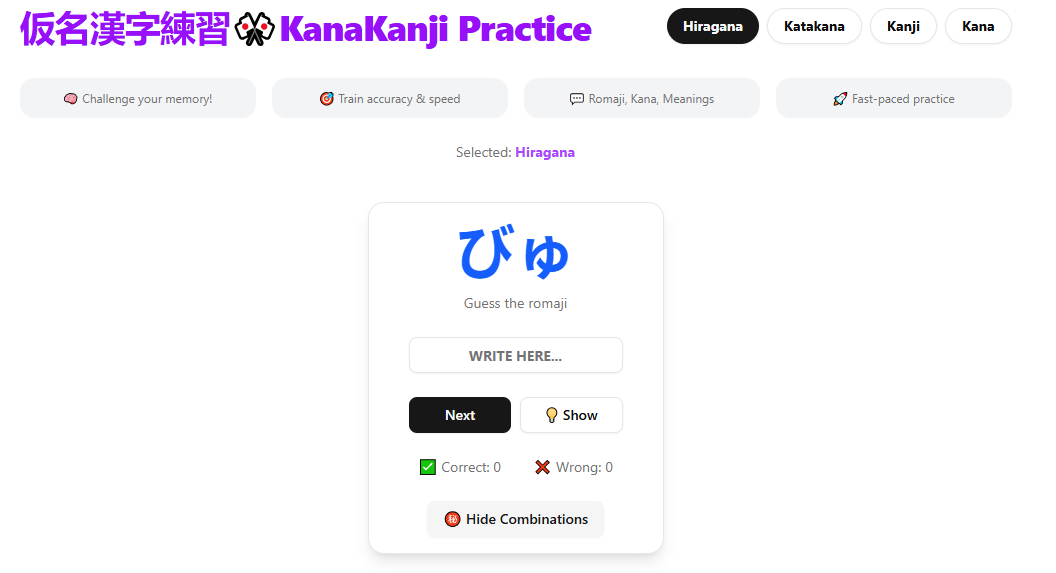 仮名漢字練習🎌KanaKanji Practice
Hiragana Katakana Kanji Kana
🧠 Challenge your memory! 🎯 Train accuracy & speed 💬 Romaji, Kana, Meanings 🚀 Fast-paced practice
Selected: Hiragana
びゅ
Guess the romaji
WRITE HERE...
Next 💡 Show
✅ Correct: 0 ❌ Wrong: 0
㊙️ Hide Combinations